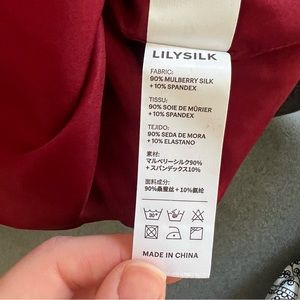 LILYSILK
FABRIC:
90% MULBERRY SILK
+ 10% SPANDEX
TISSU:
90% SOIE DE MÛRIER
+ 10% SPANDEX
TEJIDO:
90% SEDA DE MORA
+ 10% ELASTANO
素材:
マルベリーシルク90%
+ スパンデックス10%
面料成分:
90%桑蚕丝 + 10%氨纶
30°
MADE IN CHINA